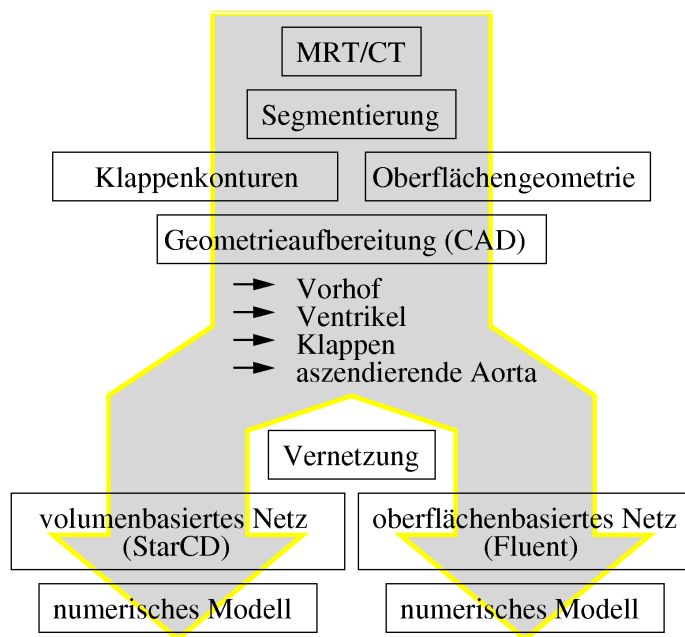 MRT/CT
Segmentierung
Klappenkonturen
Oberflächengeometrie
Geometrieaufbereitung (CAD)
Vorhof
Ventrikel
Klappen
aszendierende Aorta
Vernetzung
volumenbasiertes Netz
(StarCD)
oberflächenbasiertes Netz
(Fluent)
numerisches Modell
numerisches Modell